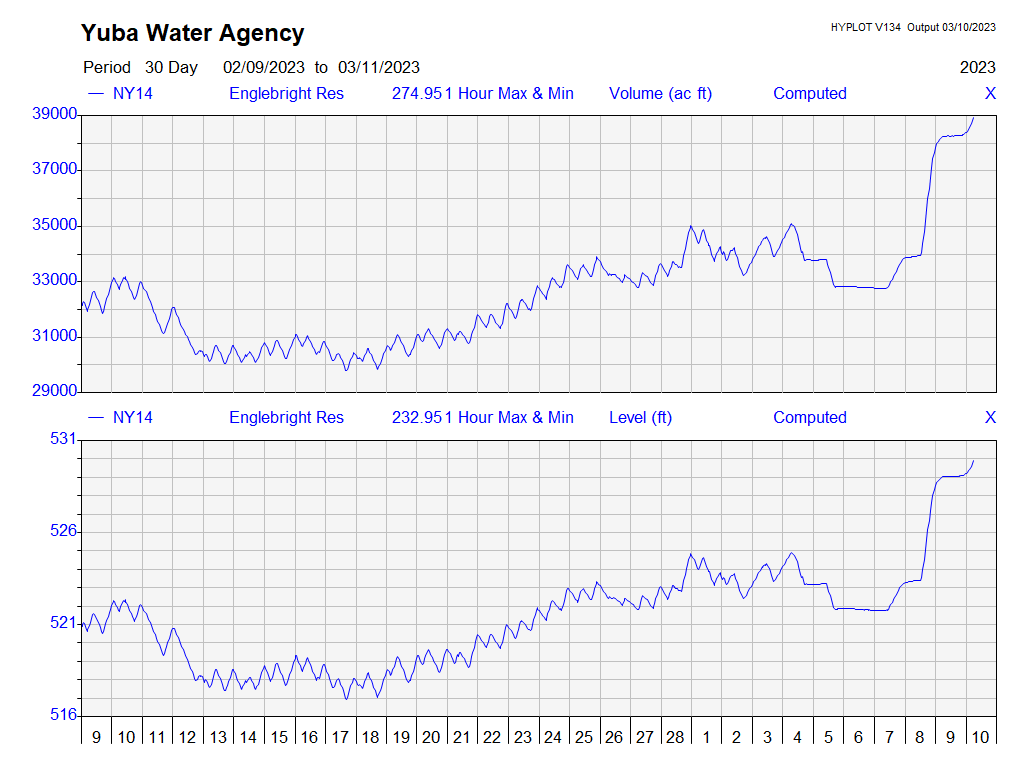 Yuba Water Agency
HYPLOT V134 Output 03/10/2023
Period 30 Day 02/09/2023 to 03/11/2023 2023
— NY14 Englebright Res 274.951 Hour Max & Min Volume (ac ft) Computed X
39000
37000
35000
33000
31000
29000
— NY14 Englebright Res 232.951 Hour Max & Min Level (ft) Computed X
531
526
521
516
9 10 11 12 13 14 15 16 17 18 19 20 21 22 23 24 25 26 27 28 1 2 3 4 5 6 7 8 9 10